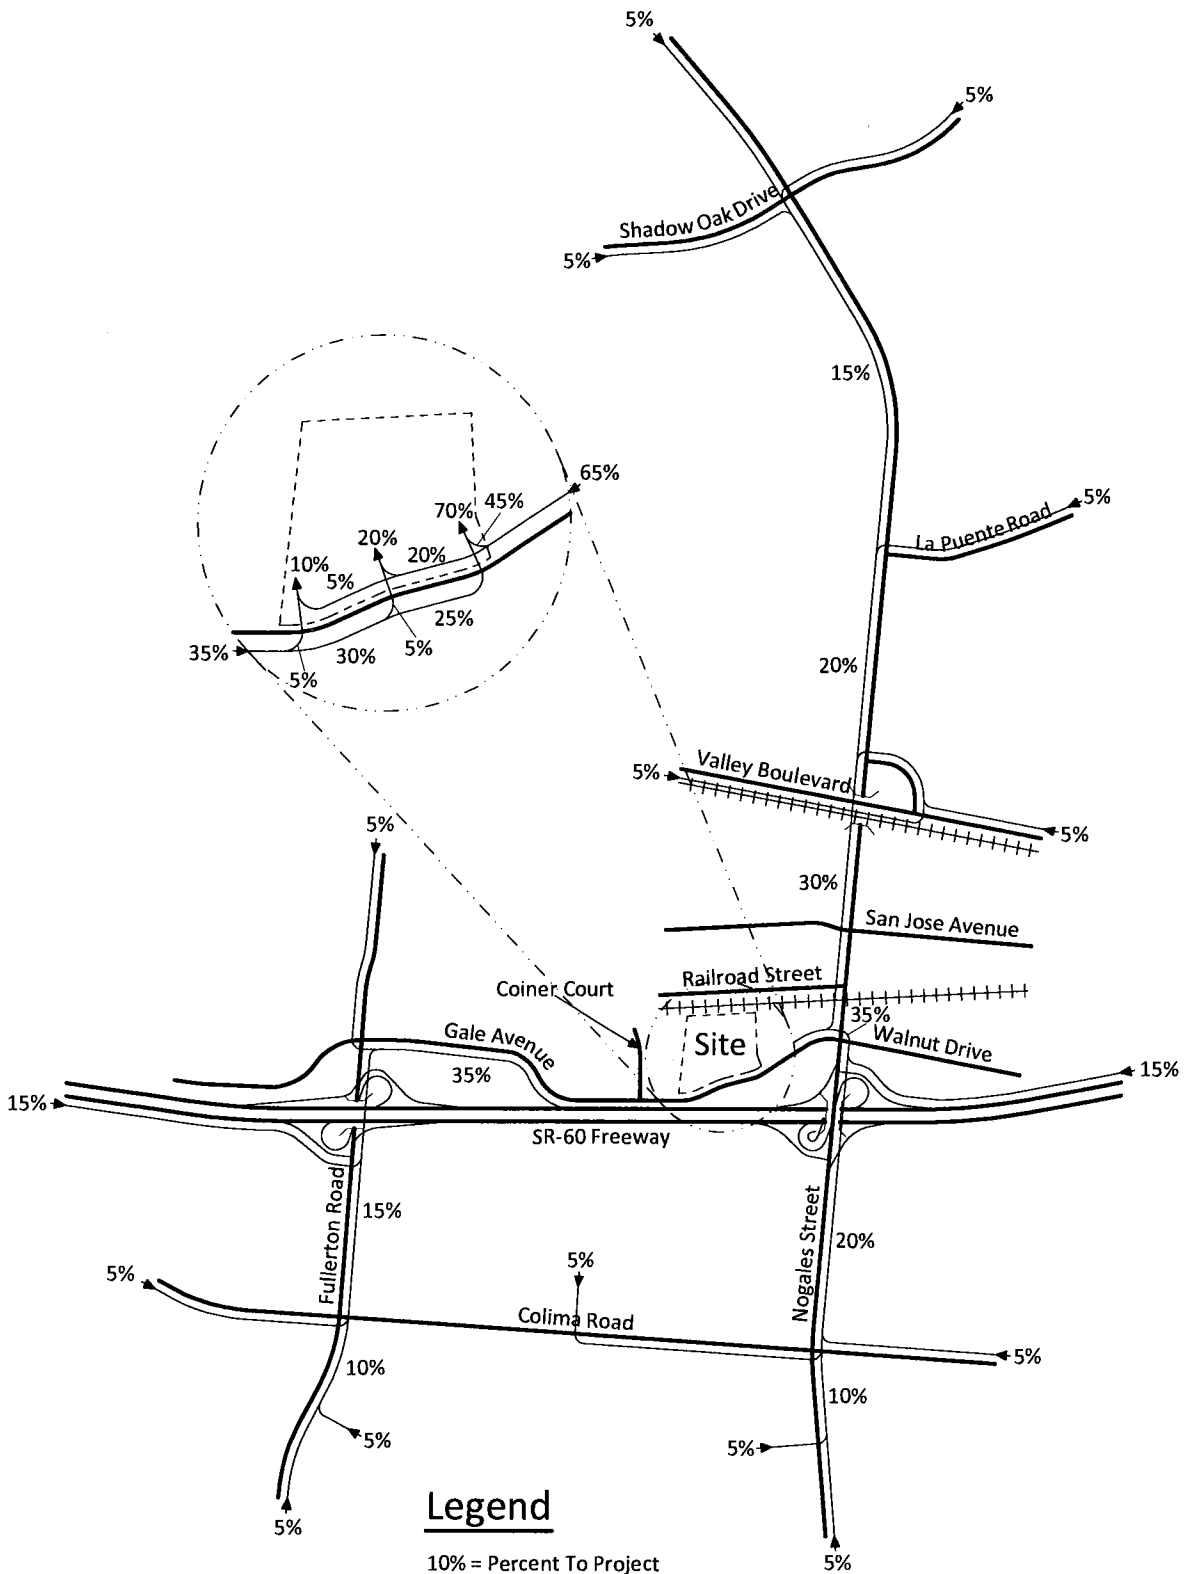 5%
5%
Shadow Oak Drive
5%
15%
65%
45%
70%
20%
20%
10%
5%
25%
5%
30%
35%
5%
5%
La Puente Road
20%
Valley Boulevard
5%
5%
5%
30%
San Jose Avenue
Railroad Street
Coiner Court
35%
Gale Avenue
Site
Walnut Drive
35%
15%
15%
SR-60 Freeway
Fullerton Road
15%
Nogales Street
20%
5%
5%
Colima Road
5%
10%
10%
5%
5%
5%
5%
Legend
10% = Percent To Project